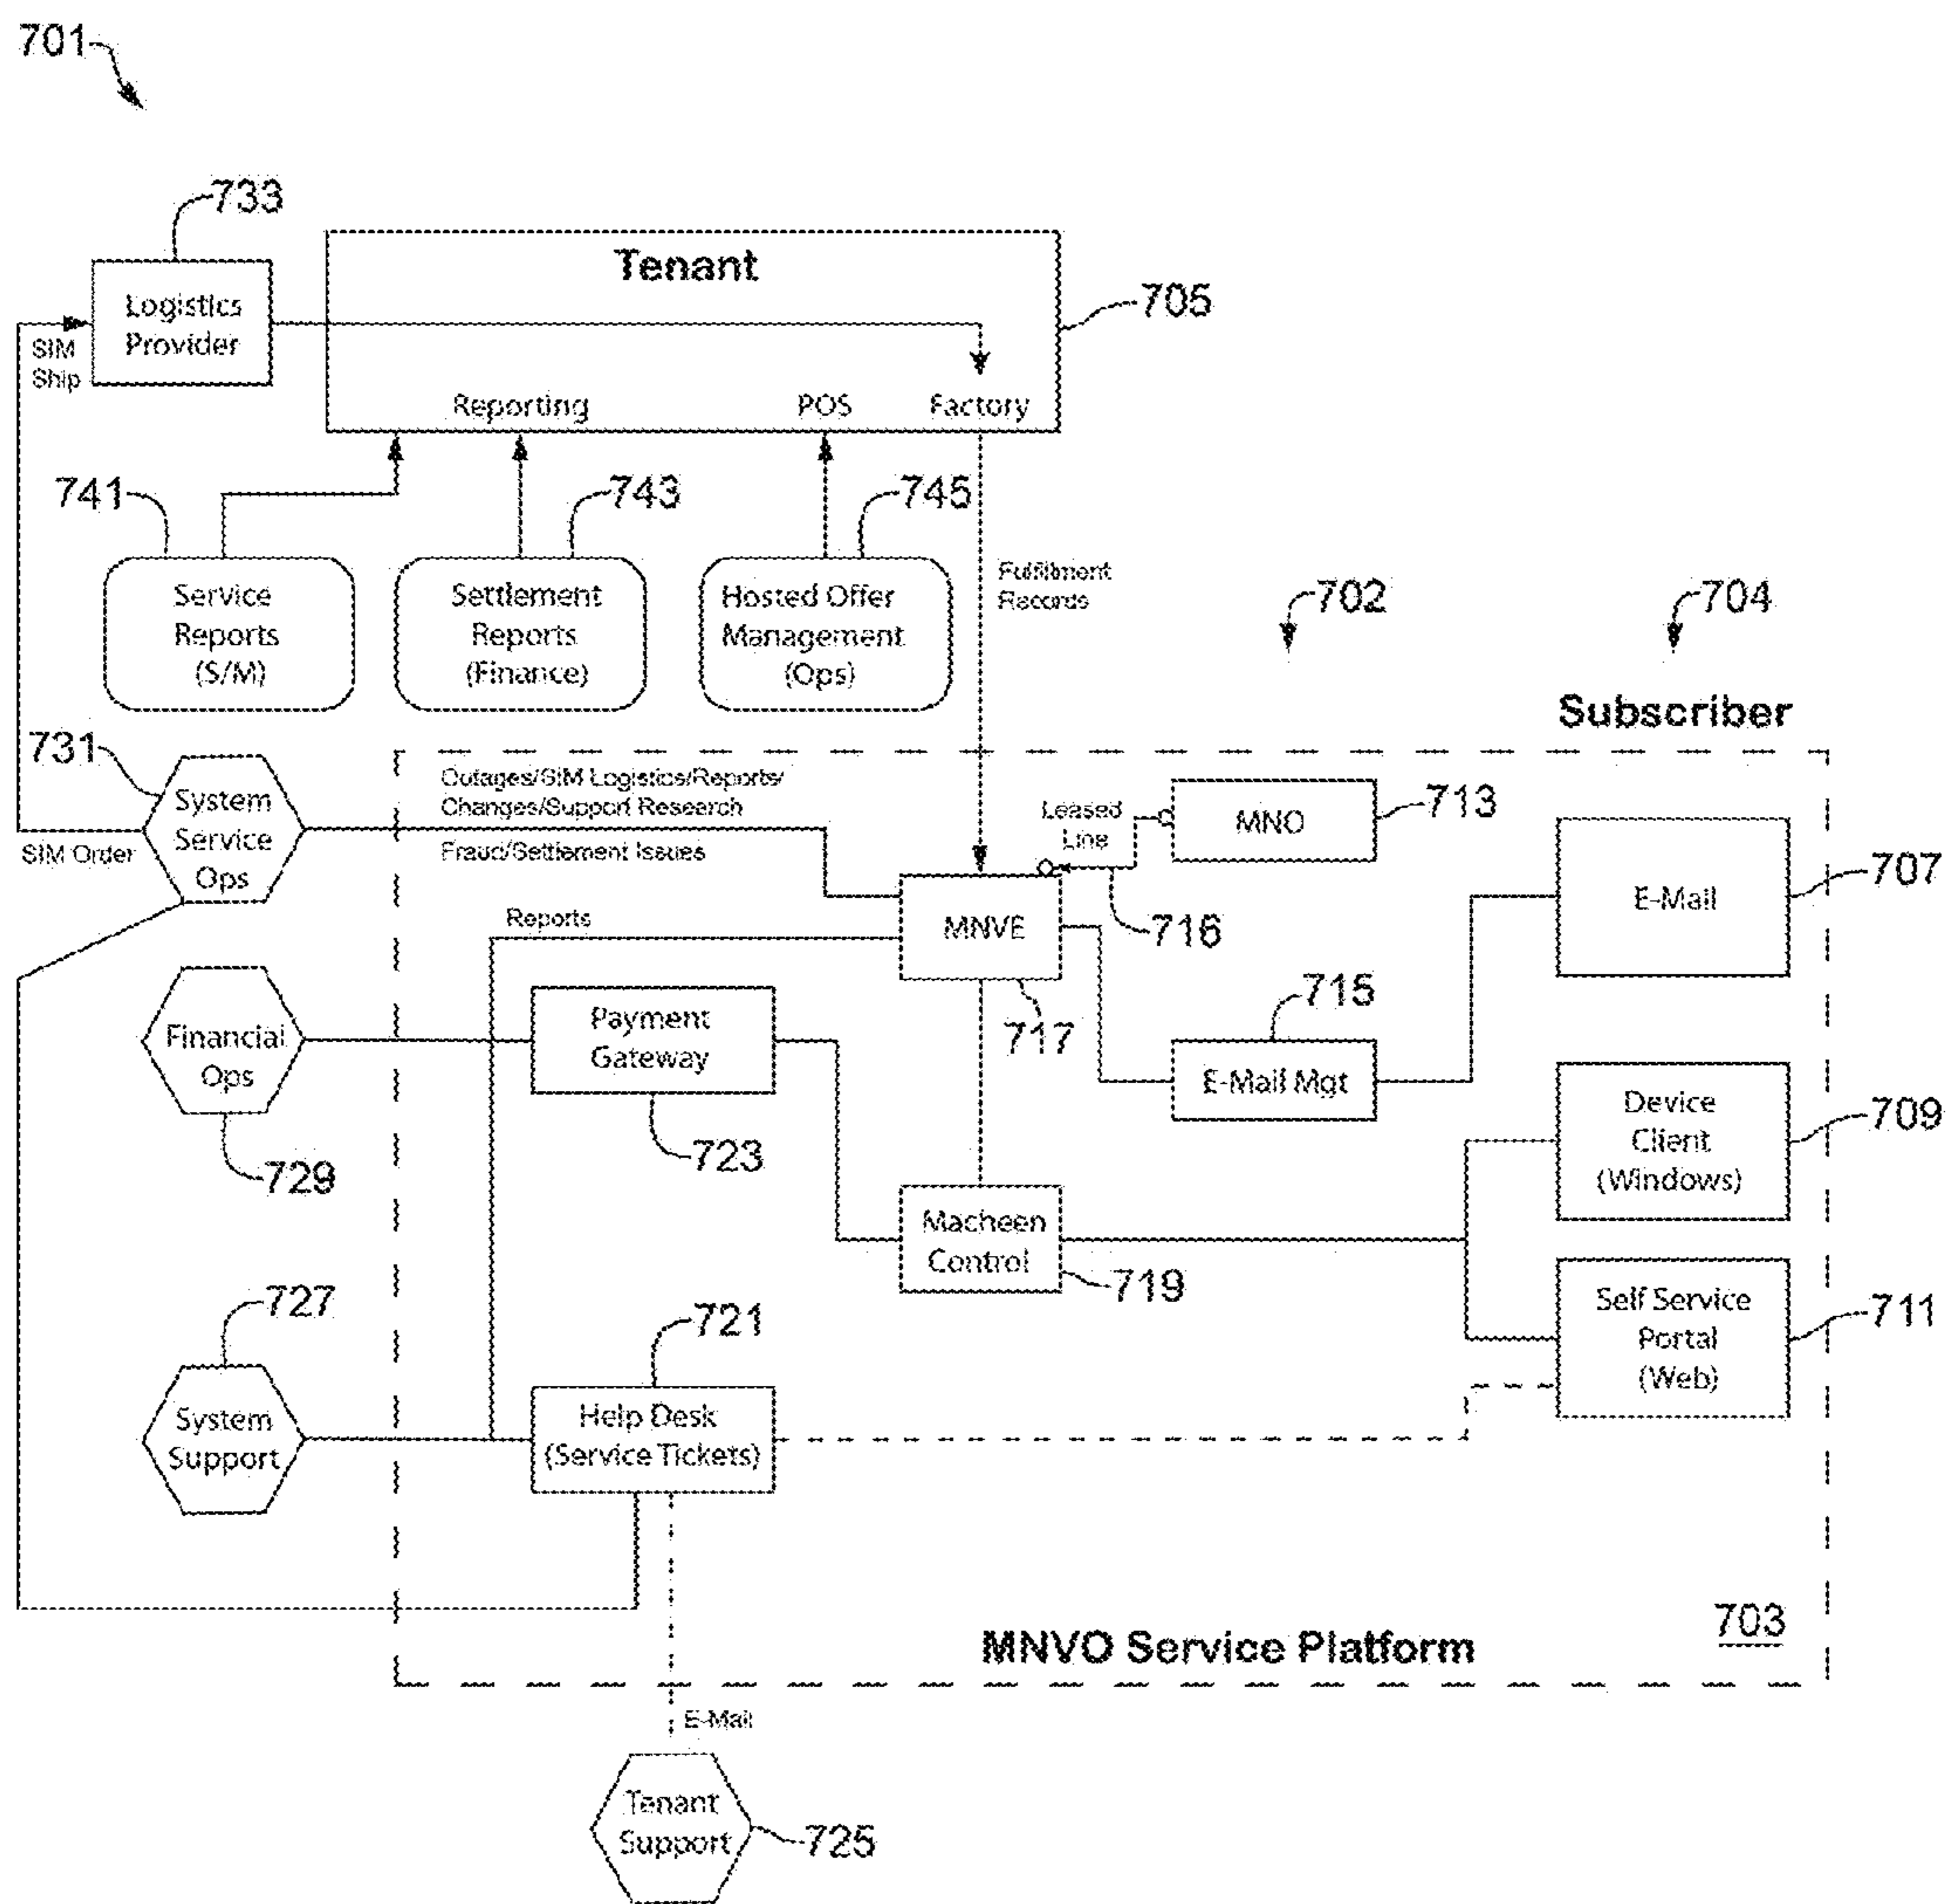 701
733
Tenant
705
Logistics
Provider
SIM
Ship
Reporting
POS
Factory
741
743
745
Service
Reports
(S/M)
Settlement
Reports
(Finance)
Hosted Offer
Management
(Ops)
Fulfillment
Records
702
704
Subscriber
731
System
Service
Ops
SIM Order
Outages/SIM Logistics/Reports/
Changes/Support Research
Fraud/Settlement Issues
Leased
Line
MNO
713
716
E-Mail
707
Reports
MNVE
717
715
E-Mail Mgt
Financial
Ops
729
Payment
Gateway
723
Device
Client
(Windows)
709
Macheen
Control
719
Self Service
Portal
(Web)
711
727
System
Support
721
Help Desk
(Service Tickets)
MNVO Service Platform
703
E-Mail
Tenant
Support
725